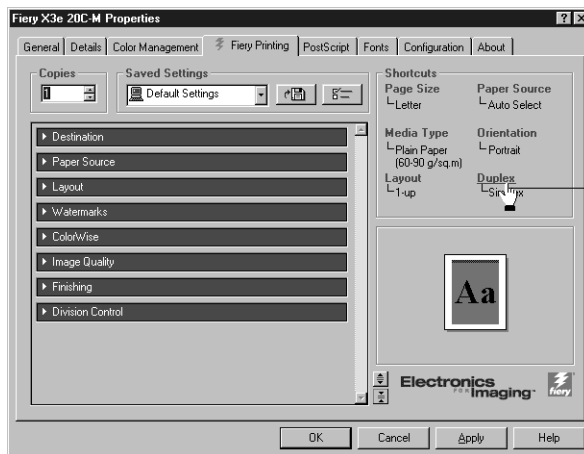 Fiery X3e 20C-M Properties
General Details Color Management Fiery Printing PostScript Fonts Configuration About
Copies
1
Saved Settings
Default Settings
Destination
Paper Source
Layout
Watermarks
ColorWise
Image Quality
Finishing
Division Control
Shortcuts
Page Size
Letter
Paper Source
Auto Select
Media Type
Plain Paper
(60-90 g/sq.m)
Orientation
Portrait
Layout
1-up
Duplex
Aa
Electronics
FOR Imaging
fiery
OK Cancel Apply Help